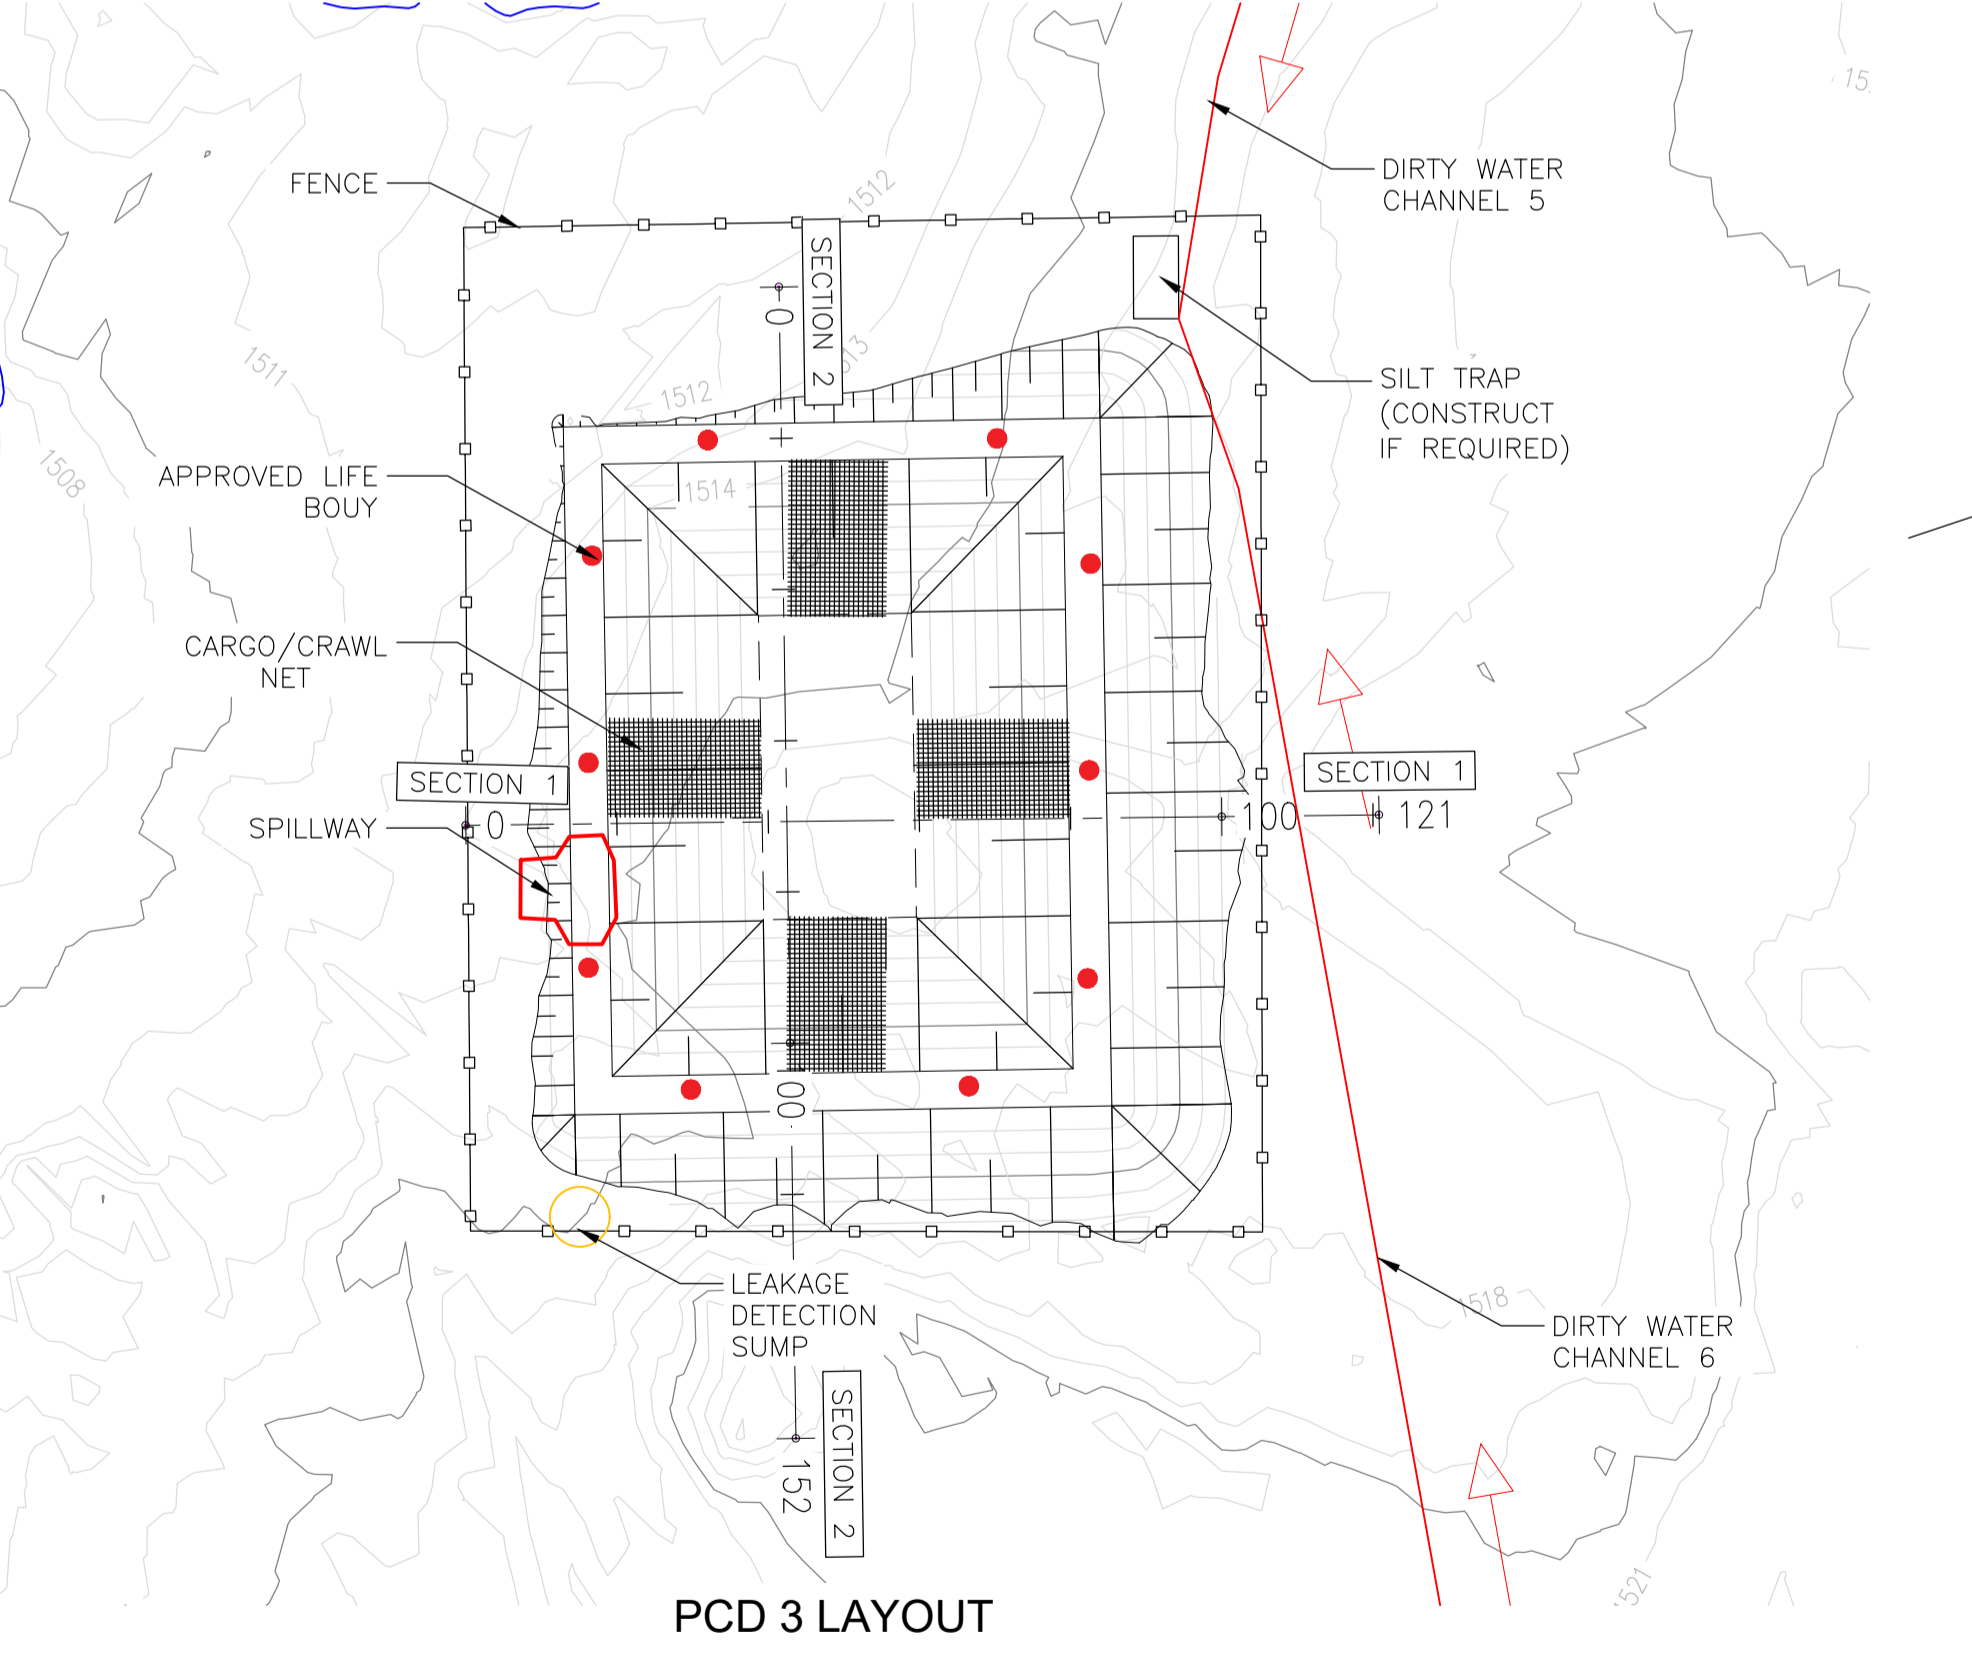 15
DIRTY WATER
CHANNEL 5
FENCE
1512
SECTION 2
0
SILT TRAP
(CONSTRUCT
IF REQUIRED)
1511
1512
1508
APPROVED LIFE
BOUY
1514
CARGO/CRAWL
NET
SECTION 1
SECTION 1
SPILLWAY
0
100
121
00
LEAKAGE
DETECTION
SUMP
1518
DIRTY WATER
CHANNEL 6
SECTION 2
152
1521
PCD 3 LAYOUT